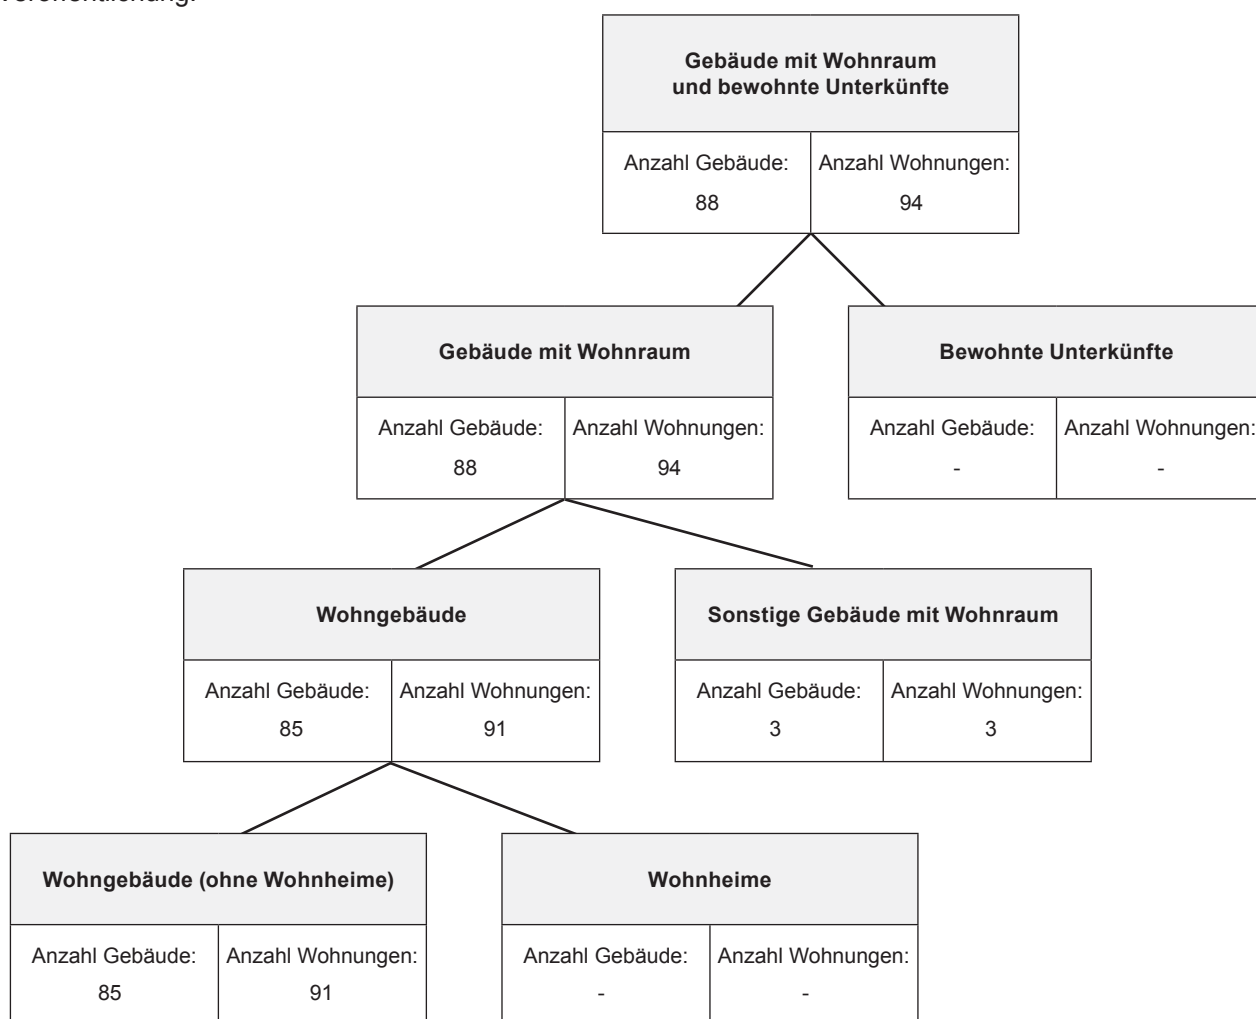 Veröffentlichung.
Gebäude mit Wohnraum
und bewohnte Unterkünfte
Anzahl Gebäude:
88
Anzahl Wohnungen:
94
Gebäude mit Wohnraum
Anzahl Gebäude:
88
Anzahl Wohnungen:
94
Bewohnte Unterkünfte
Anzahl Gebäude:
-
Anzahl Wohnungen:
-
Wohngebäude
Anzahl Gebäude:
85
Anzahl Wohnungen:
91
Sonstige Gebäude mit Wohnraum
Anzahl Gebäude:
3
Anzahl Wohnungen:
3
Wohngebäude (ohne Wohnheime)
Anzahl Gebäude:
85
Anzahl Wohnungen:
91
Wohnheime
Anzahl Gebäude:
-
Anzahl Wohnungen:
-